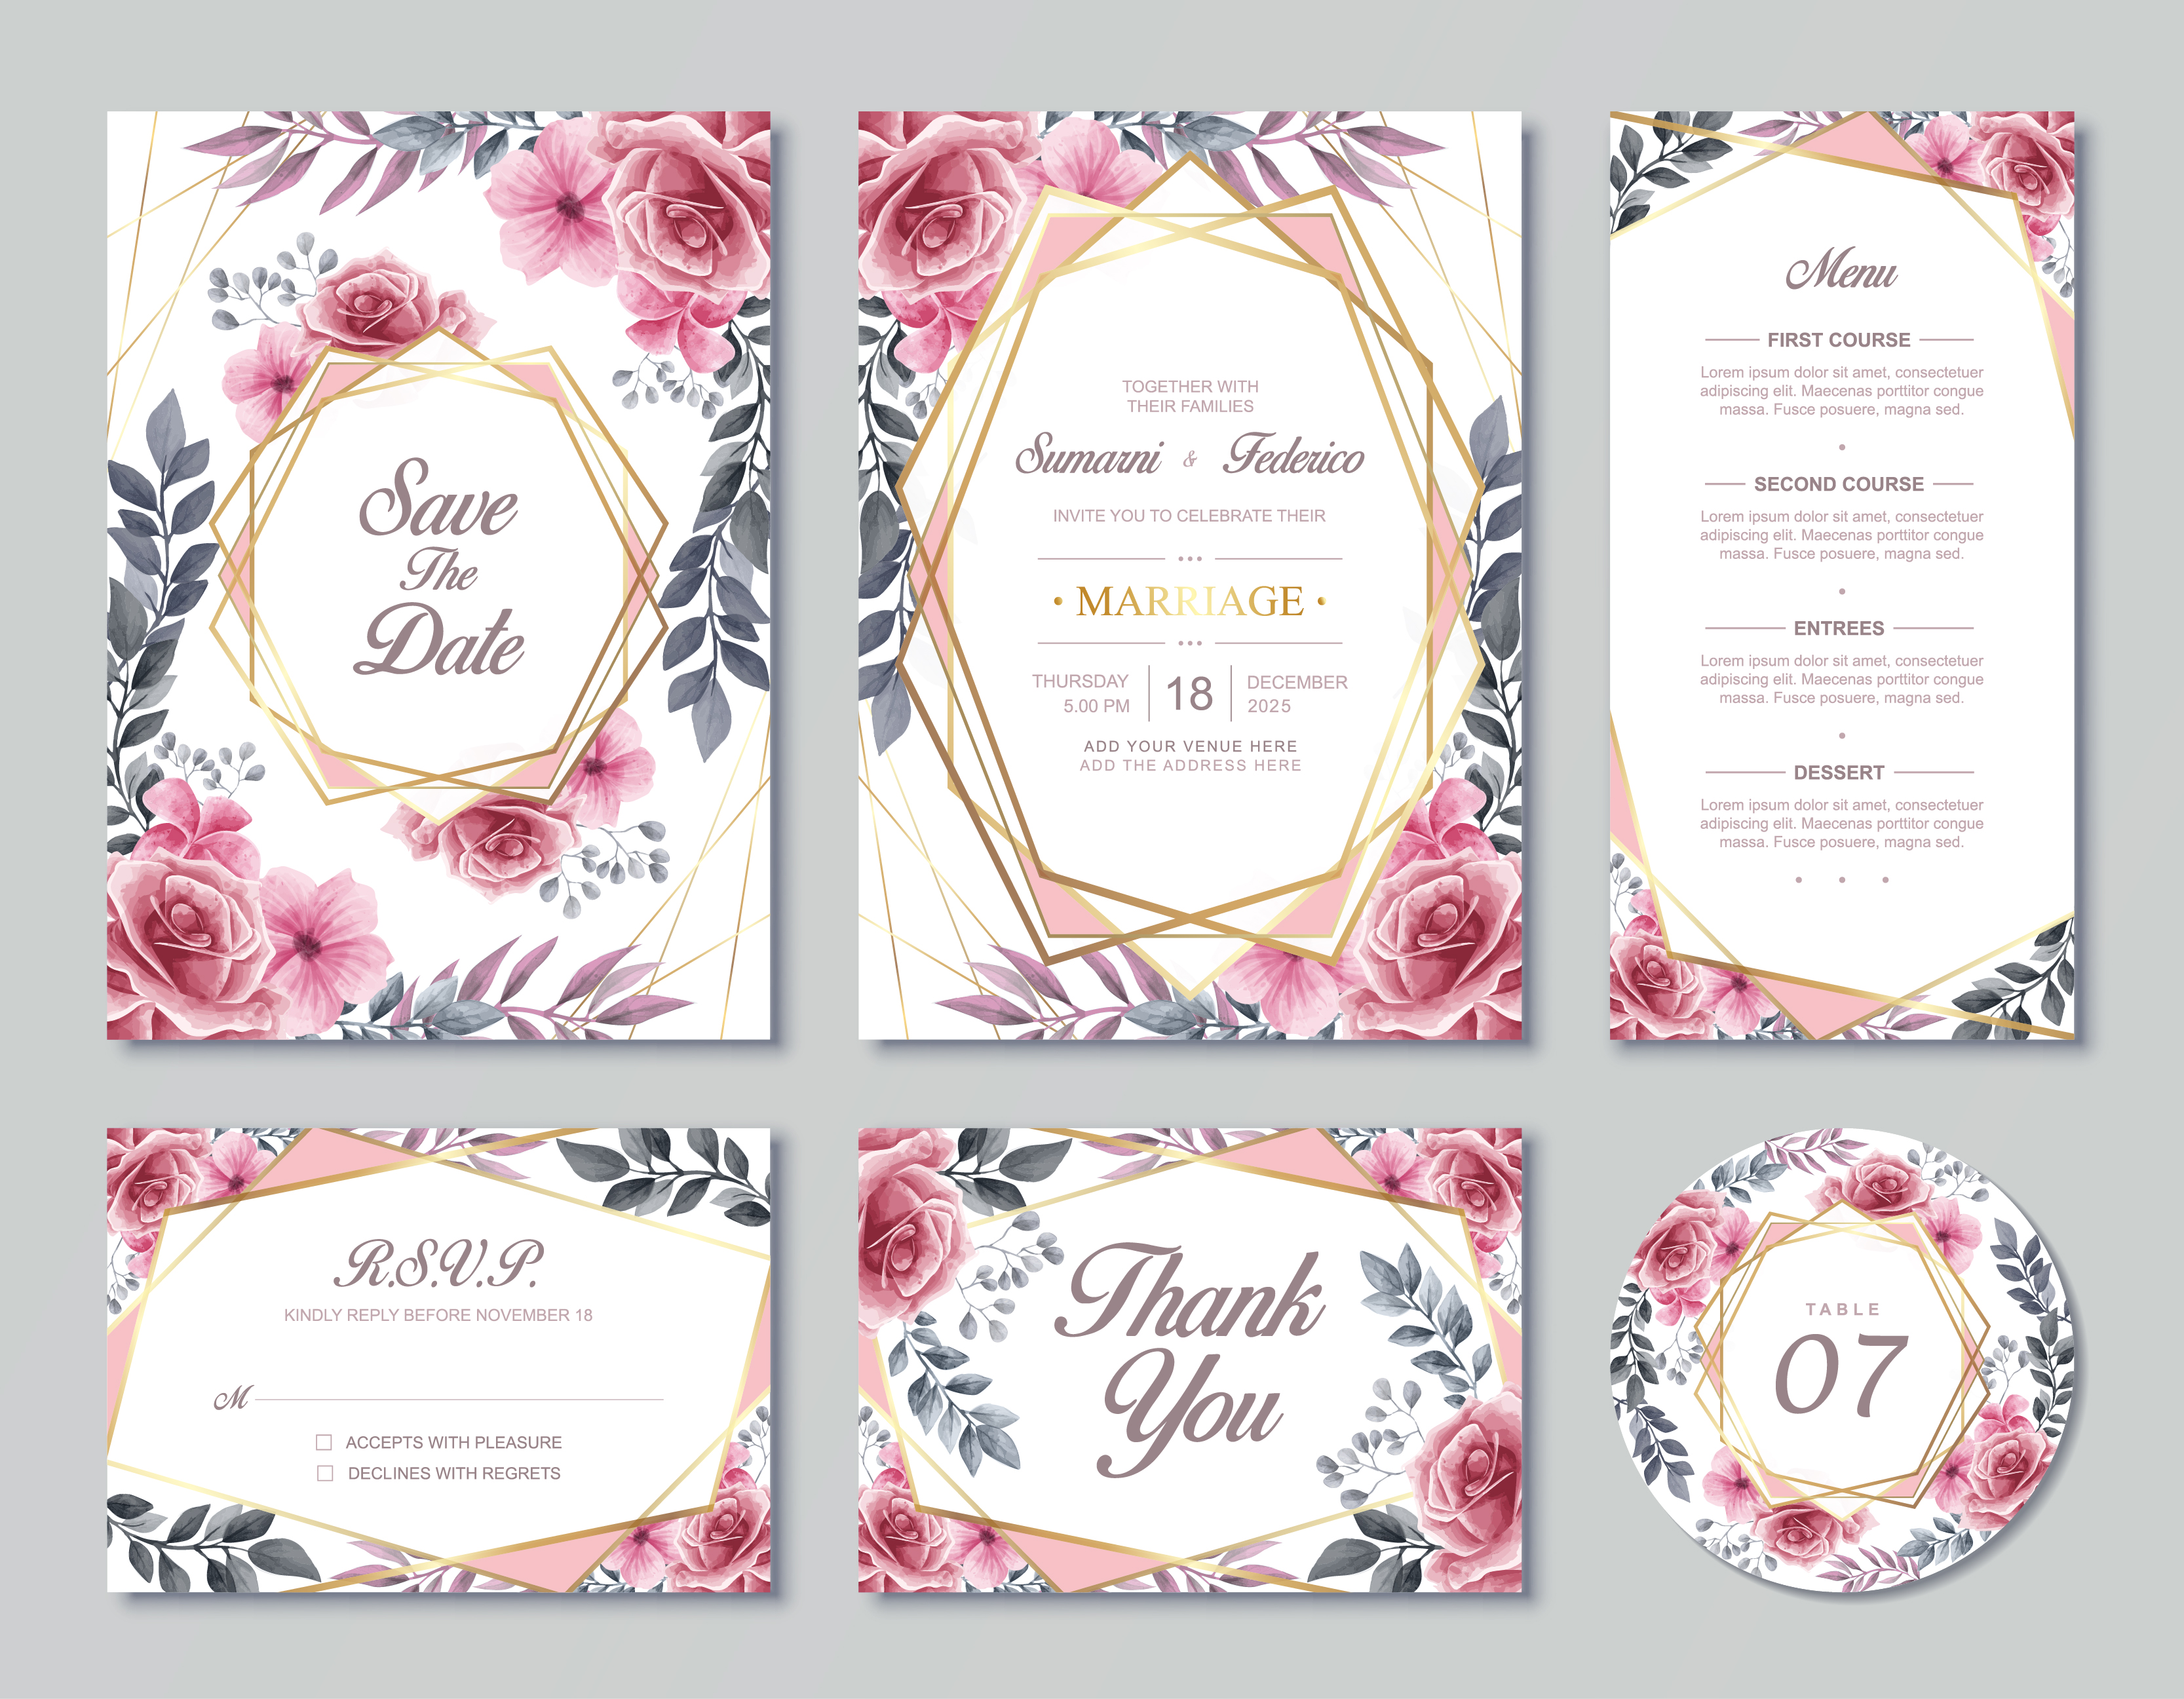 Save
The
Date
TOGETHER WITH
THEIR FAMILIES
Sumarni & Federico
INVITE YOU TO CELEBRATE THEIR
• MARRIAGE •
THURSDAY
5.00 PM
18
DECEMBER
2025
ADD YOUR VENUE HERE
ADD THE ADDRESS HERE
Menu
FIRST COURSE
Lorem ipsum dolor sit amet, consectetuer
adipiscing elit. Maecenas porttitor congue
massa. Fusce posuere, magna sed.
SECOND COURSE
Lorem ipsum dolor sit amet, consectetuer
adipiscing elit. Maecenas porttitor congue
massa. Fusce posuere, magna sed.
ENTREES
Lorem ipsum dolor sit amet, consectetuer
adipiscing elit. Maecenas porttitor congue
massa. Fusce posuere, magna sed.
DESSERT
Lorem ipsum dolor sit amet, consectetuer
adipiscing elit. Maecenas porttitor congue
massa. Fusce posuere, magna sed.
R.S.V.P.
KINDLY REPLY BEFORE NOVEMBER 18
M
ACCEPTS WITH PLEASURE
DECLINES WITH REGRETS
Thank
You
TABLE
07